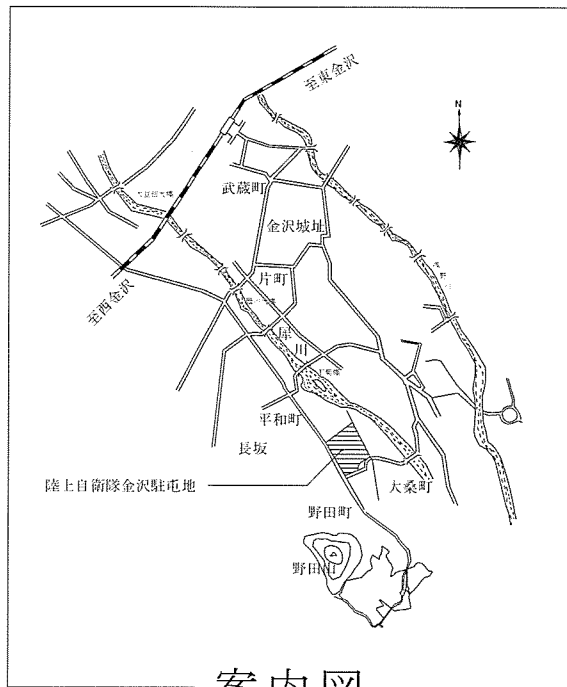 至東金沢
N
武蔵町
金沢城址
片町
至西金沢
犀川
平和町
長坂
陸上自衛隊金沢駐屯地
大桑町
野田町
野田山
案内図